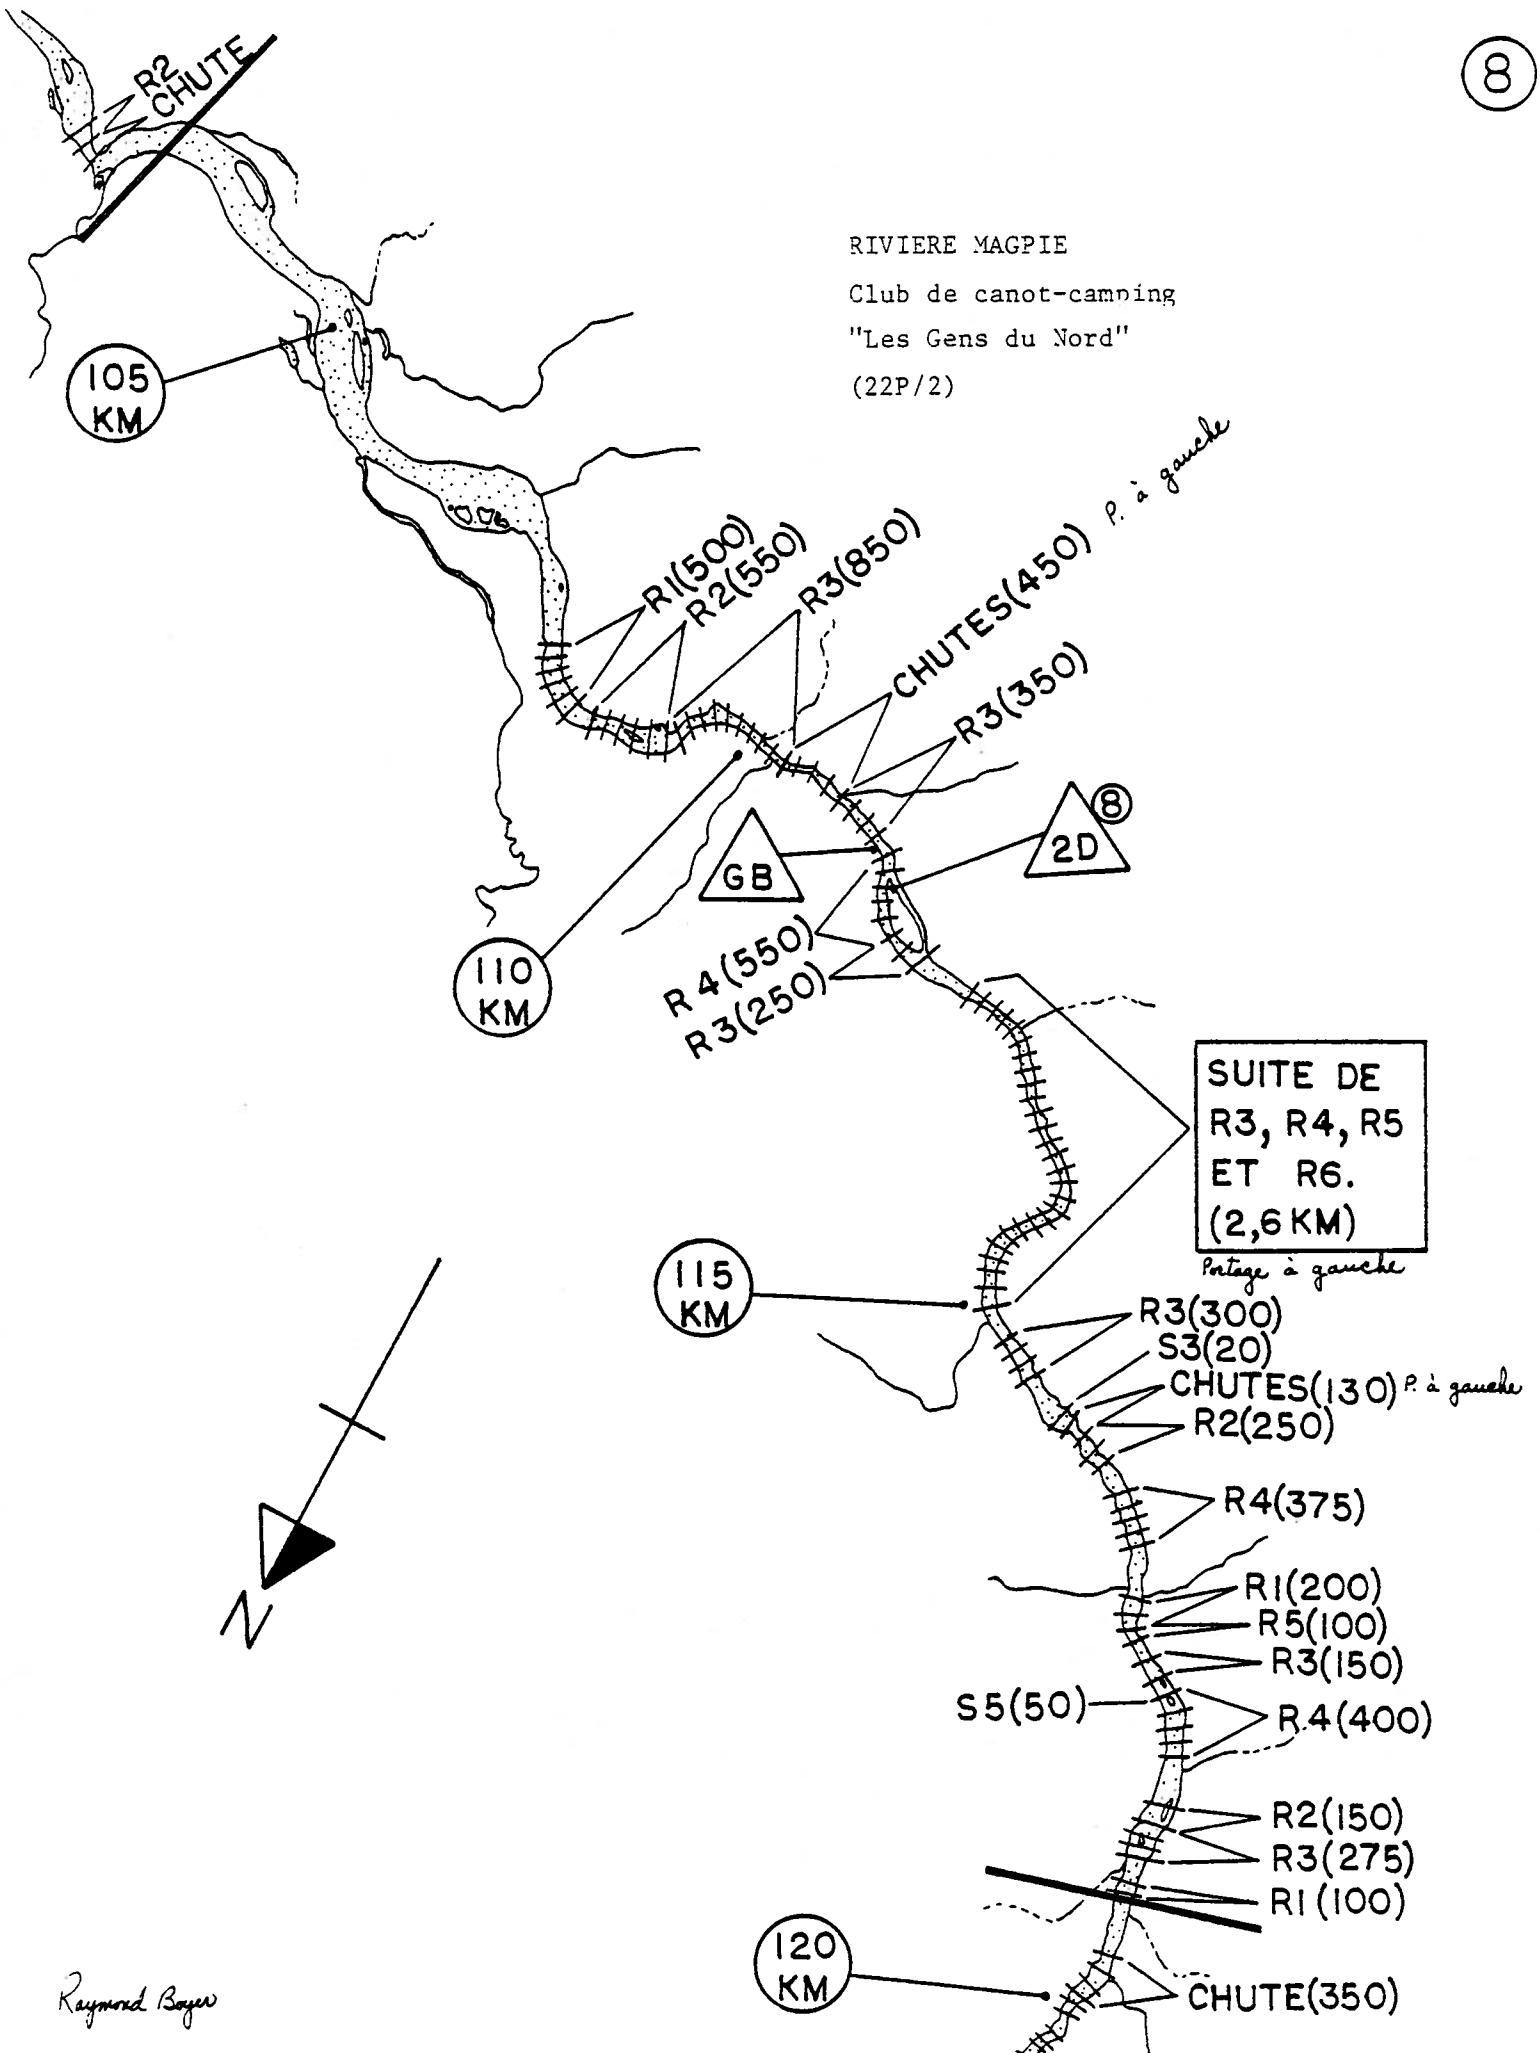 8
R2
CHUTE
RIVIERE MAGPIE
Club de canot-camping
"Les Gens du Nord"
(22P/2)
105
KM
P. à gauche
R1(500)
R2(550)
R3(850)
CHUTES(450)
R3(350)
8
2D
GB
R4(550)
R3(250)
110
KM
SUITE DE
R3, R4, R5
ET R6.
(2,6 KM)
Portage à gauche
115
KM
R3(300)
S3(20)
CHUTES(130) P. à gauche
R2(250)
R4(375)
R1(200)
R5(100)
R3(150)
S5(50)
R4(400)
R2(150)
R3(275)
R1(100)
N
120
KM
CHUTE(350)
Raymond Boyer